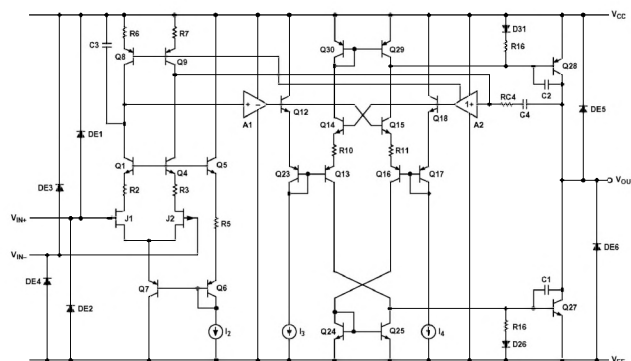 VCC
R6
R7
C3
Q8
Q9
Q30
Q29
D31
R16
Q28
C2
DE1
A1
+
–
Q12
Q14
Q15
Q18
1+
A2
RC4
C4
DE5
DE3
Q1
Q4
Q5
R10
R11
R2
R3
Q23
Q13
Q16
Q17
VOU
VIN+
J1
J2
R5
VIN–
DE4
DE2
Q7
Q6
DE6
C1
Q27
I2
I3
Q24
Q25
I4
R16
D26